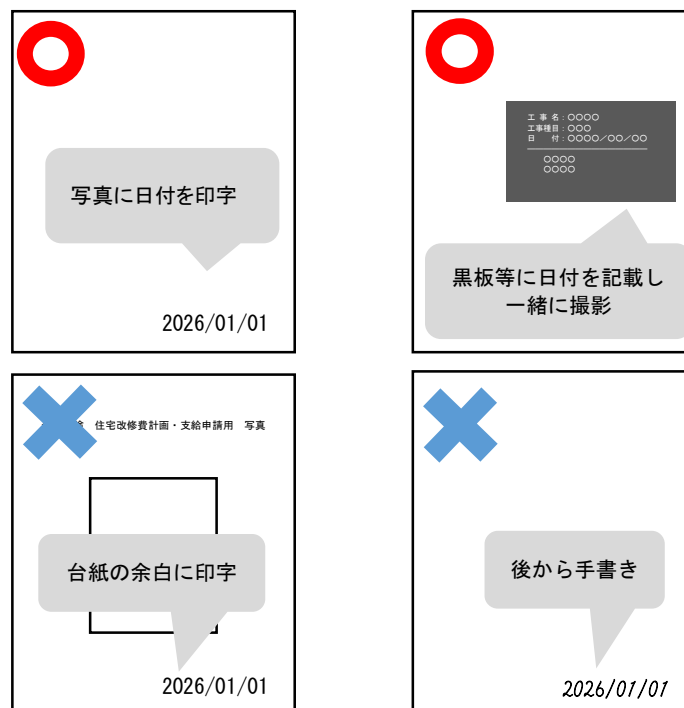 写真に日付を印字
2026/01/01
工 事 名：〇〇〇〇
工事種目：〇〇〇
日　　付：〇〇〇〇／〇〇／〇〇
〇〇〇〇
〇〇〇〇
黒板等に日付を記載し
一緒に撮影
住宅改修費計画・支給申請用　写真
台紙の余白に印字
2026/01/01
後から手書き
2026/01/01